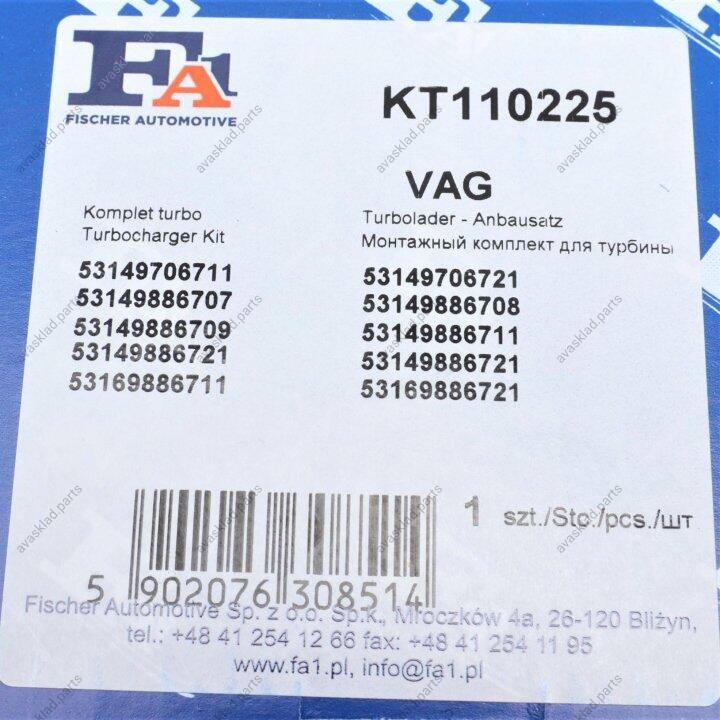 FA1
FISCHER AUTOMOTIVE
KT110225
VAG
Komplet turbo
Turbocharger Kit
Turbolader - Anbausatz
Монтажный комплект для турбины
53149706711 53149706721
53149886707 53149886708
53149886709 53149886711
53149886721 53149886721
53169886711 53169886721
1 szt./Stc./pcs./шт
5 902076 308514
Fischer Automotive Sp. z o.o. Sp.k., Mroczków 4a, 26-120 Bliżyn,
tel.: +48 41 254 12 66 fax: +48 41 254 11 95
www.fa1.pl, info@fa1.pl
avasklad.parts